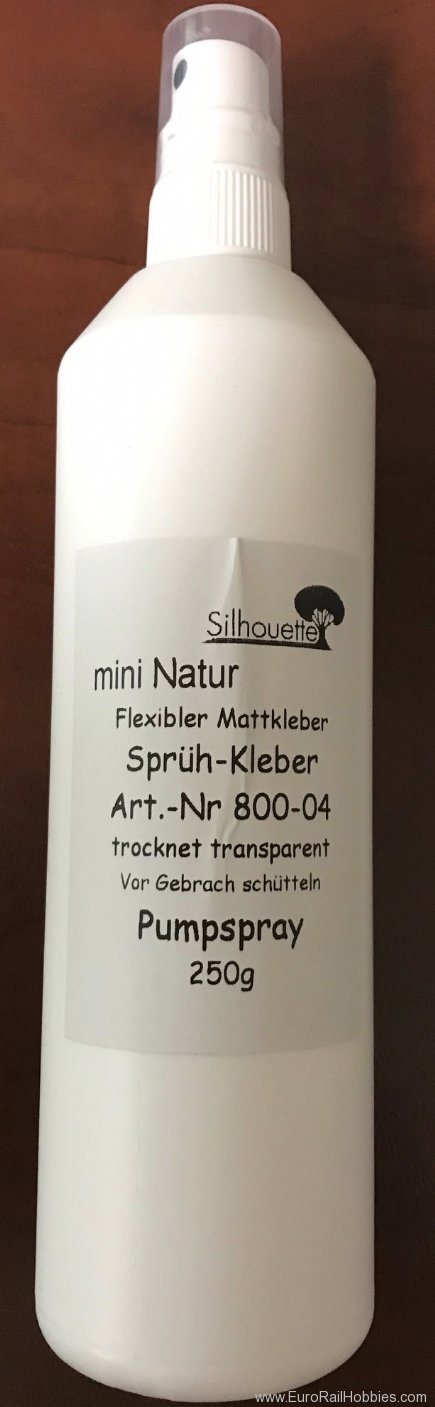 Silhouette
mini Natur
Flexibler Mattkleber
Sprüh-Kleber
Art.-Nr 800-04
trocknet transparent
Vor Gebrach schütteln
Pumpspray
250g
www.EuroRailHobbies.com